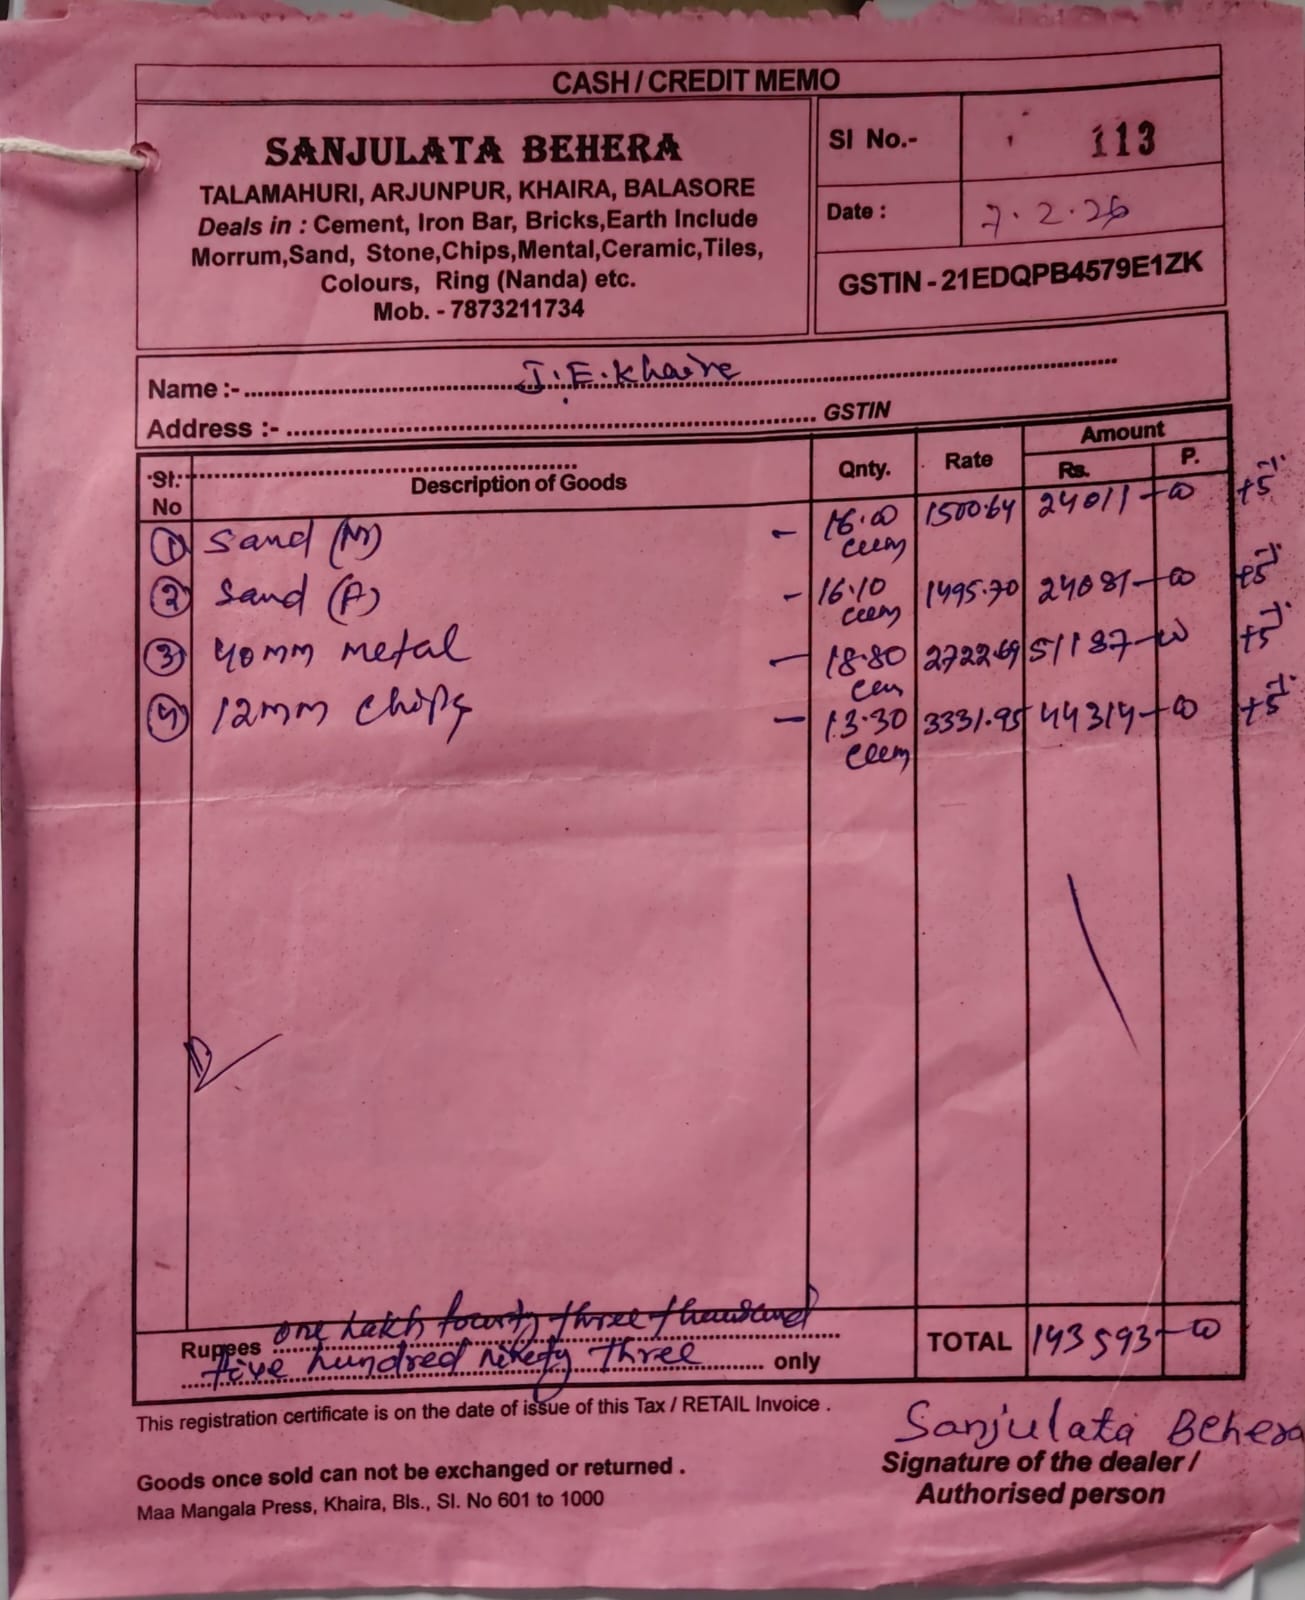 CASH / CREDIT MEMO
SANJULATA BEHERA
TALAMAHURI, ARJUNPUR, KHAIRA, BALASORE
Deals in : Cement, Iron Bar, Bricks,Earth Include
Morrum,Sand, Stone,Chips,Mental,Ceramic,Tiles,
Colours, Ring (Nanda) etc.
Mob. - 7873211734
Sl No.- 113
Date : 7.2.26
GSTIN - 21EDQPB4579E1ZK
Name :- J.E. Khaira
Address :- GSTIN
Sl. No Description of Goods Qnty. Rate Amount Rs. P.
1 Sand (M) - 16.00 cum 1500.64 24011-00 +5%
2 Sand (F) - 16.10 cum 1495.70 24081-00 +5%
3 40mm metal - 18.80 cum 2722.69 51187-00 +5%
4 12mm chips - 13.30 cum 3331.95 44314-00 +5%
Rupees one Lakh fourty three thousand
five hundred ninety three only
TOTAL 143593-00
This registration certificate is on the date of issue of this Tax / RETAIL Invoice .
Sanjulata Behera
Signature of the dealer /
Authorised person
Goods once sold can not be exchanged or returned .
Maa Mangala Press, Khaira, Bls., Sl. No 601 to 1000